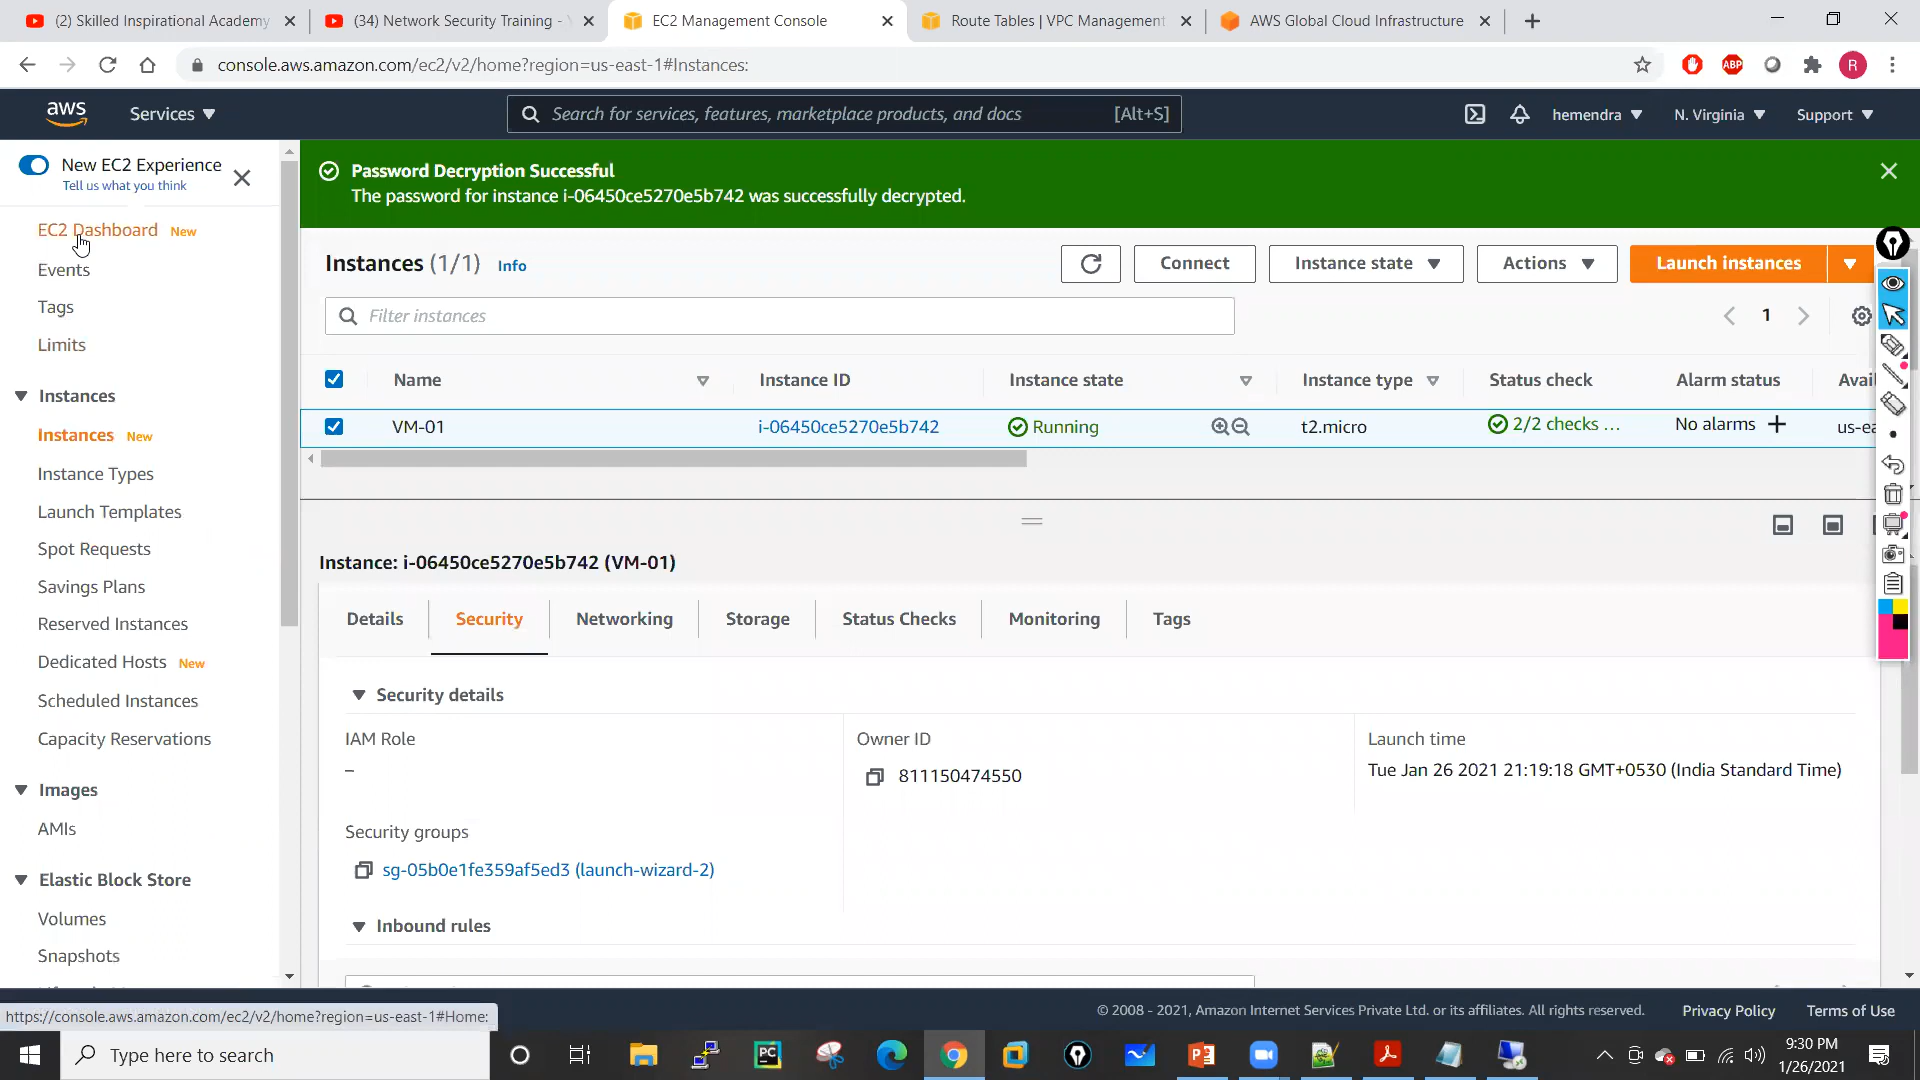 (2) Skilled Inspirational Academy
(34) Network Security Training -
EC2 Management Console
Route Tables | VPC Management
AWS Global Cloud Infrastructure
console.aws.amazon.com/ec2/v2/home?region=us-east-1#Instances:
ABP
R
aws
Services
Search for services, features, marketplace products, and docs
[Alt+S]
hemendra
N. Virginia
Support
New EC2 Experience
Tell us what you think
EC2 Dashboard New
Events
Tags
Limits
Instances
Instances New
Instance Types
Launch Templates
Spot Requests
Savings Plans
Reserved Instances
Dedicated Hosts New
Scheduled Instances
Capacity Reservations
Images
AMIs
Elastic Block Store
Volumes
Snapshots
Password Decryption Successful
The password for instance i-06450ce5270e5b742 was successfully decrypted.
Instances (1/1) Info
Connect
Instance state
Actions
Launch instances
Filter instances
1
Name
Instance ID
Instance state
Instance type
Status check
Alarm status
Avai
VM-01
i-06450ce5270e5b742
Running
t2.micro
2/2 checks ...
No alarms
us-ea
Instance: i-06450ce5270e5b742 (VM-01)
Details
Security
Networking
Storage
Status Checks
Monitoring
Tags
Security details
IAM Role
–
Owner ID
811150474550
Launch time
Tue Jan 26 2021 21:19:18 GMT+0530 (India Standard Time)
Security groups
sg-05b0e1fe359af5ed3 (launch-wizard-2)
Inbound rules
https://console.aws.amazon.com/ec2/v2/home?region=us-east-1#Home:
© 2008 - 2021, Amazon Internet Services Private Ltd. or its affiliates. All rights reserved.
Privacy Policy
Terms of Use
Type here to search
PC
9:30 PM
1/26/2021